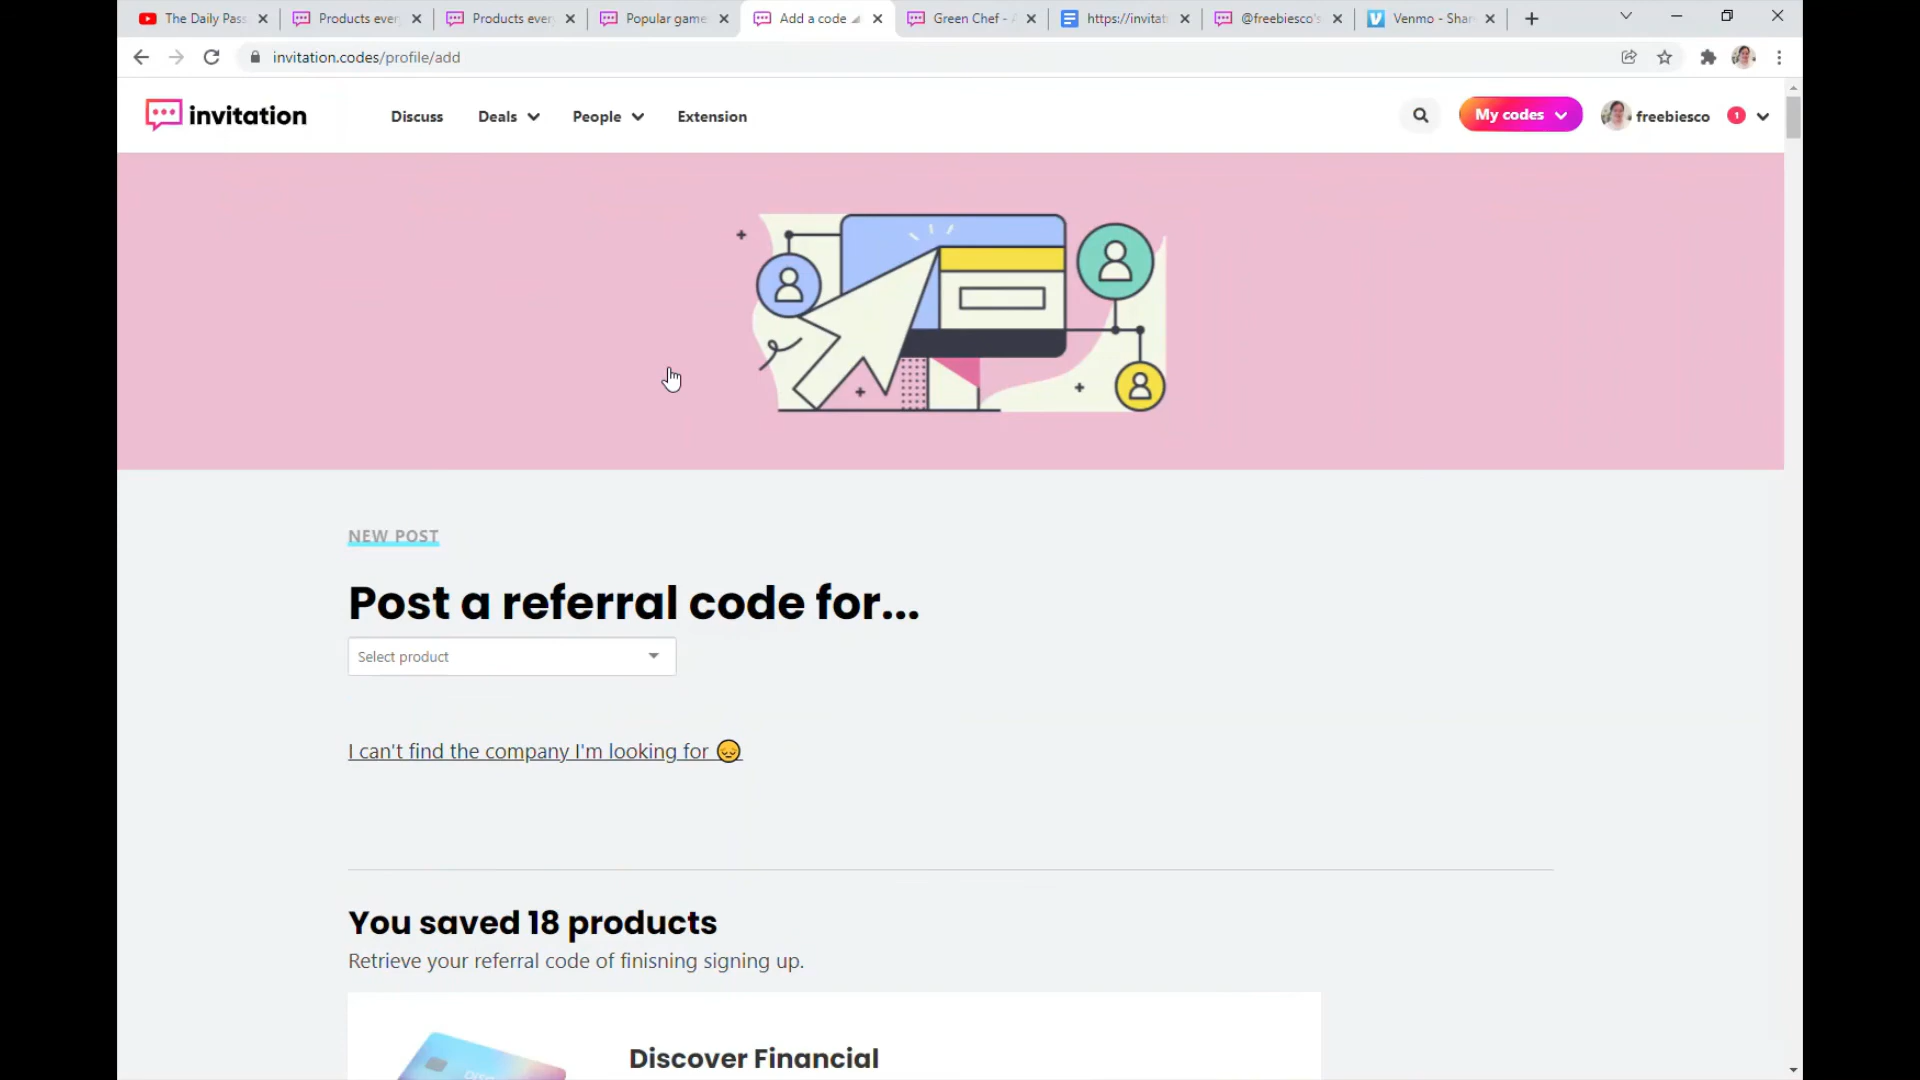 The Daily Pas
Products ever
Products ever
Popular game
Add a code
Green Chef -
https://invitat
@freebiesco's
Venmo - Shar
invitation.codes/profile/add
invitation
Discuss
Deals
People
Extension
My codes
freebiesco
1
NEW POST
Post a referral code for...
Select product
I can't find the company I'm looking for 😔
You saved 18 products
Retrieve your referral code of finisning signing up.
Discover Financial